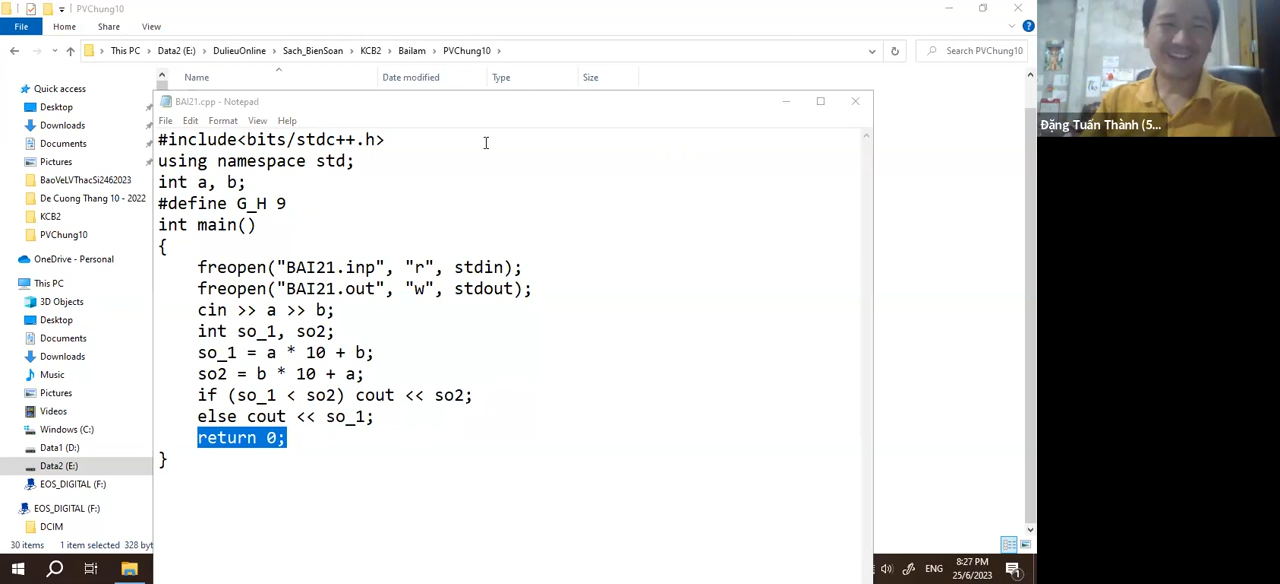 PVChung10
File Home Share View
This PC Data2 (E:) DulieuOnline Sach_BienSoan KCB2 Bailam PVChung10
Search PVChung10
Name Date modified Type Size
Quick access
Desktop
Downloads
Documents
Pictures
BaoVeLVThacSi2462023
De Cuong Thang 10 - 2022
KCB2
PVChung10
OneDrive - Personal
This PC
3D Objects
Desktop
Documents
Downloads
Music
Pictures
Videos
Windows (C:)
Data1 (D:)
Data2 (E:)
EOS_DIGITAL (F:)
EOS_DIGITAL (F:)
DCIM
30 items 1 item selected 328 byt
BAI21.cpp - Notepad
File Edit Format View Help
#include<bits/stdc++.h>
using namespace std;
int a, b;
#define G_H 9
int main()
{
freopen("BAI21.inp", "r", stdin);
freopen("BAI21.out", "w", stdout);
cin >> a >> b;
int so_1, so2;
so_1 = a * 10 + b;
so2 = b * 10 + a;
if (so_1 < so2) cout << so2;
else cout << so_1;
return 0;
}
Đặng Tuấn Thành (5...
ENG
8:27 PM
25/6/2023
1